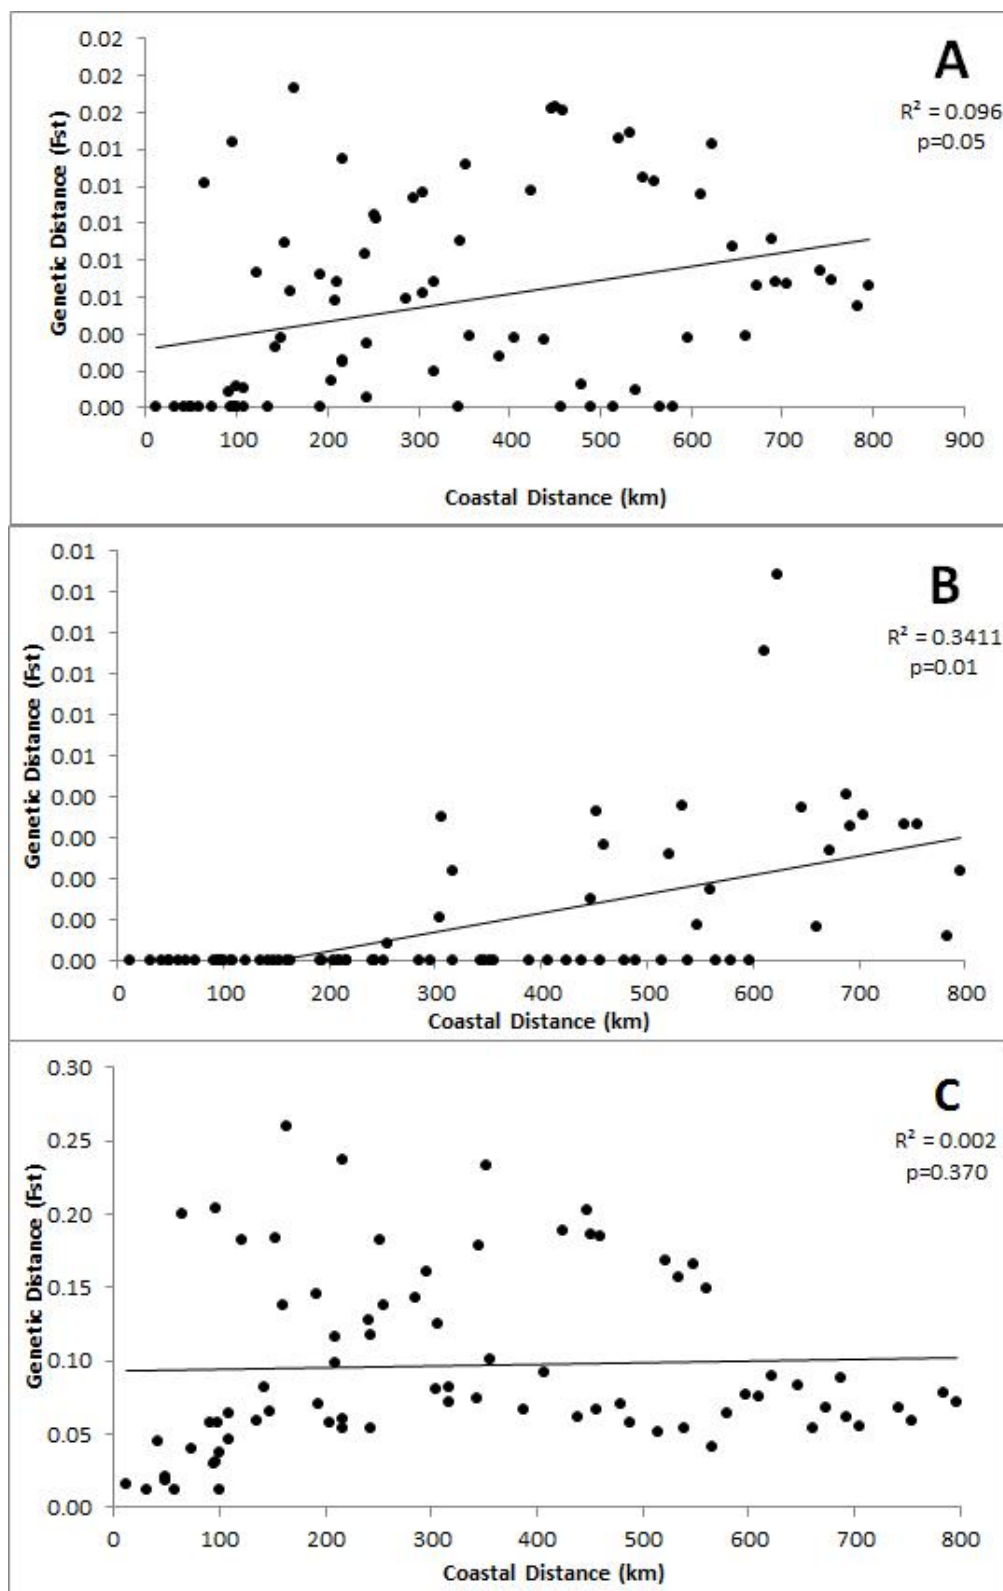 A
R² = 0.096
p=0.05
Genetic Distance (Fst)
0.02
0.02
0.02
0.01
0.01
0.01
0.01
0.01
0.00
0.00
0.00
0 100 200 300 400 500 600 700 800 900
Coastal Distance (km)
B
R² = 0.3411
p=0.01
Genetic Distance (Fst)
0.01
0.01
0.01
0.01
0.01
0.01
0.00
0.00
0.00
0.00
0.00
0 100 200 300 400 500 600 700 800
Coastal Distance (km)
C
R² = 0.002
p=0.370
Genetic Distance (Fst)
0.30
0.25
0.20
0.15
0.10
0.05
0.00
0 100 200 300 400 500 600 700 800
Coastal Distance (km)